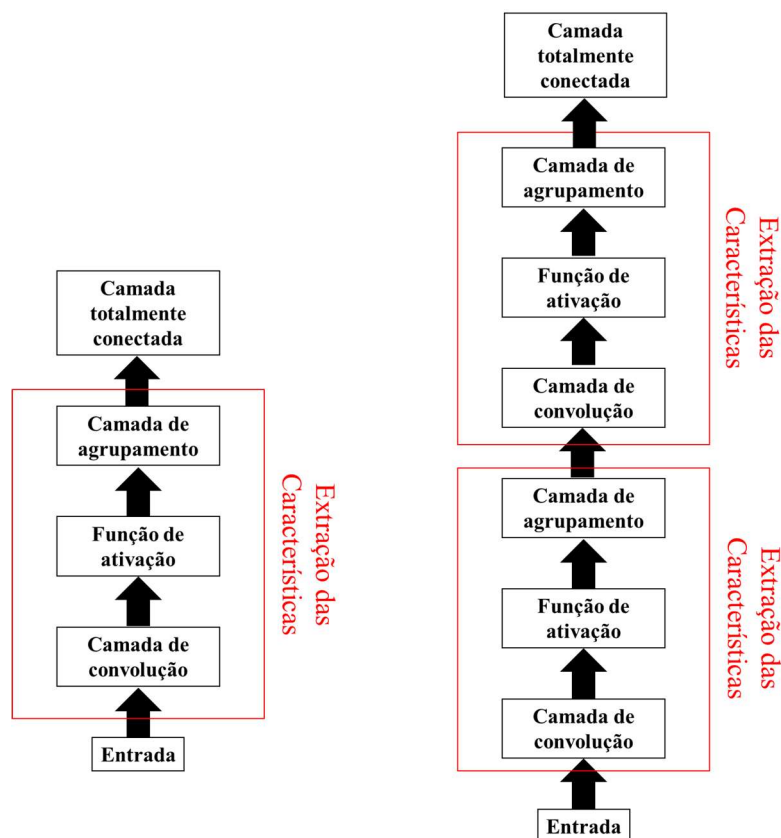 Camada
totalmente
conectada
Camada de
agrupamento
Função de
ativação
Camada de
convolução
Entrada
Extração das
Características
Camada
totalmente
conectada
Camada de
agrupamento
Função de
ativação
Camada de
convolução
Extração das
Características
Camada de
agrupamento
Função de
ativação
Camada de
convolução
Extração das
Características
Entrada